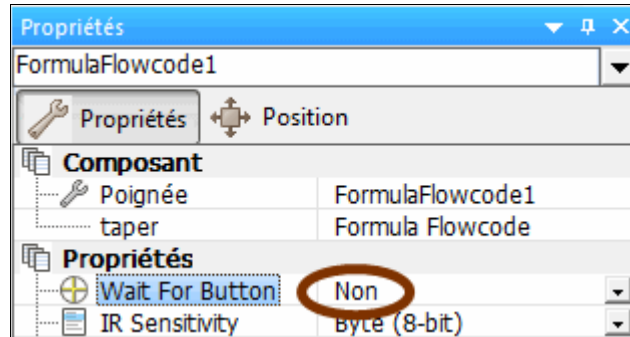 Propriétés
FormulaFlowcode1
Propriétés Position
Composant
Poignée FormulaFlowcode1
taper Formula Flowcode
Propriétés
Wait For Button Non
IR Sensitivity Byte (8-bit)